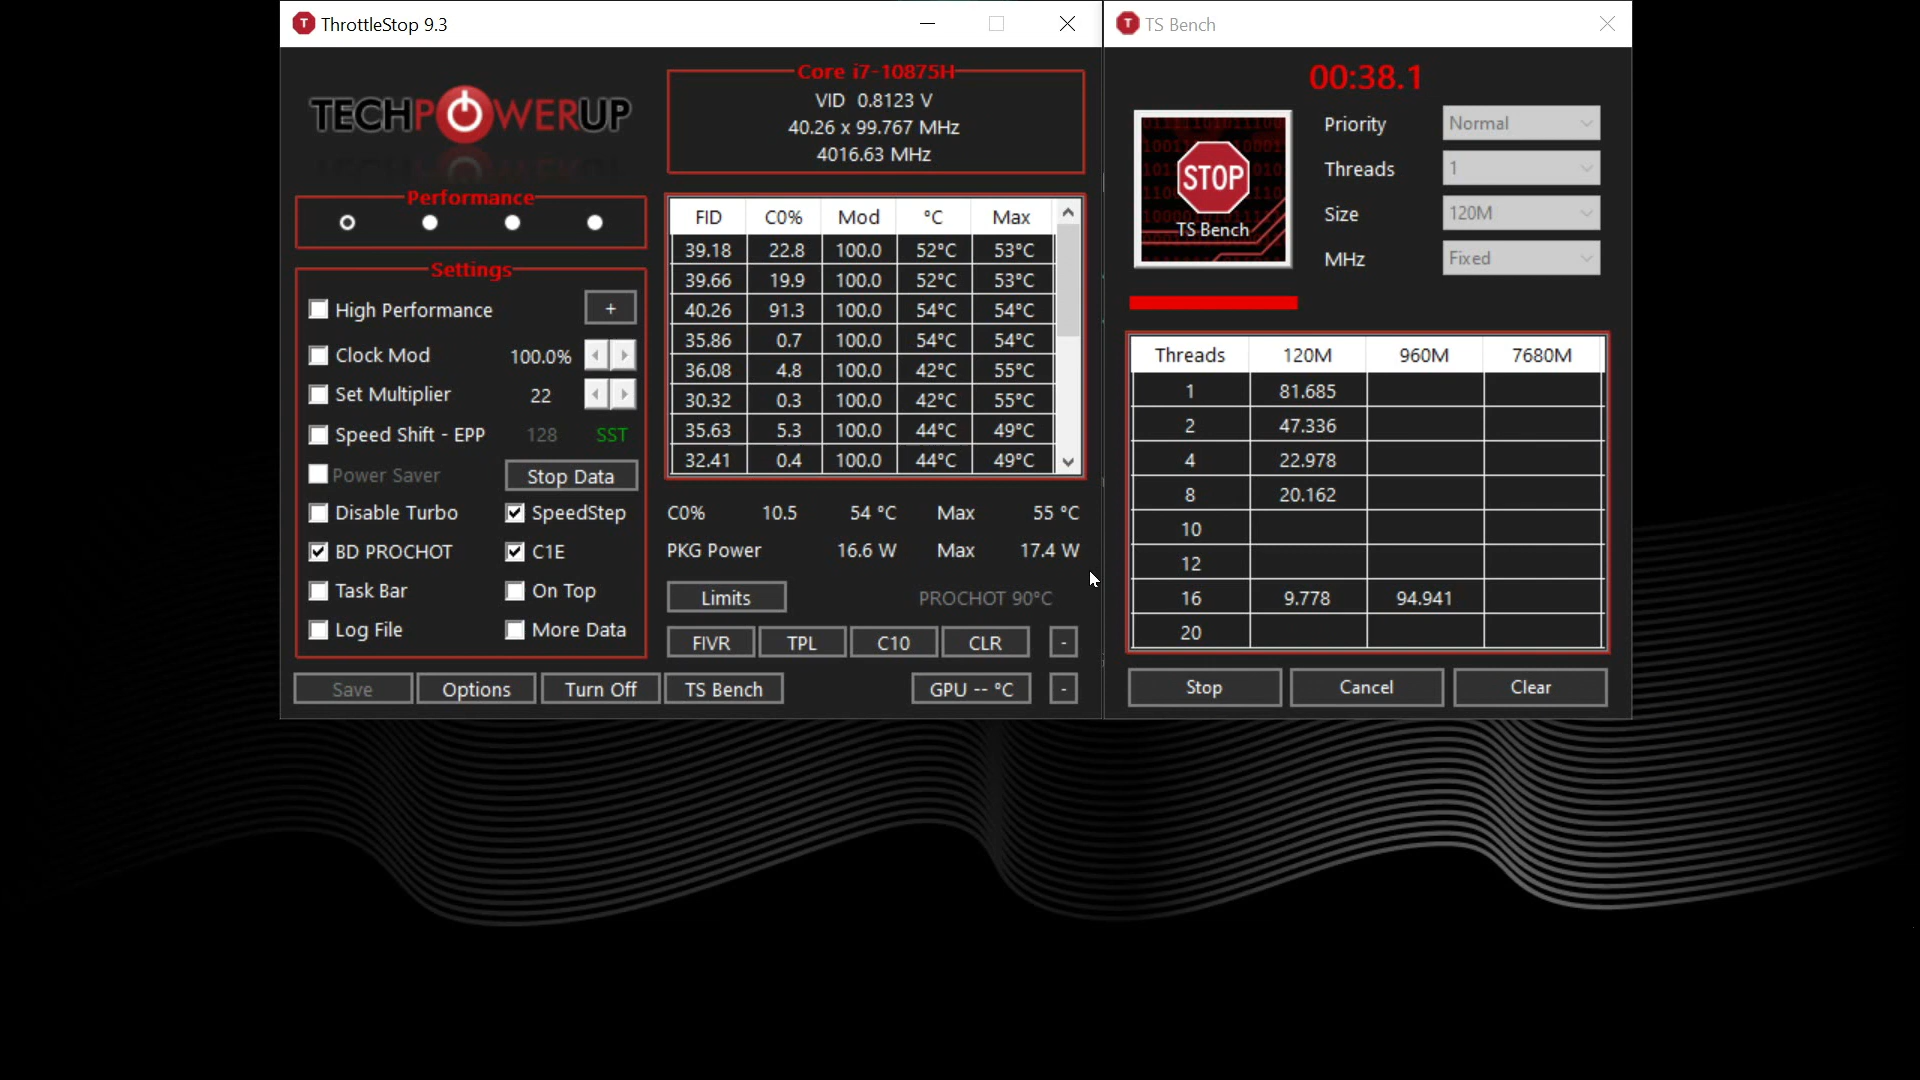 ThrottleStop 9.3
TECHPOWERUP
Core i7-10875H
VID 0.8123 V
40.26 x 99.767 MHz
4016.63 MHz
Performance
Settings
High Performance +
Clock Mod 100.0%
Set Multiplier 22
Speed Shift - EPP 128 SST
Power Saver Stop Data
Disable Turbo SpeedStep
BD PROCHOT C1E
Task Bar On Top
Log File More Data
FID C0% Mod °C Max
39.18 22.8 100.0 52°C 53°C
39.66 19.9 100.0 52°C 53°C
40.26 91.3 100.0 54°C 54°C
35.86 0.7 100.0 54°C 54°C
36.08 4.8 100.0 42°C 55°C
30.32 0.3 100.0 42°C 55°C
35.63 5.3 100.0 44°C 49°C
32.41 0.4 100.0 44°C 49°C
C0% 10.5 54 °C Max 55 °C
PKG Power 16.6 W Max 17.4 W
Limits PROCHOT 90°C
FIVR TPL C10 CLR -
Save Options Turn Off TS Bench GPU -- °C -
TS Bench
00:38.1
STOP
TS Bench
Priority Normal
Threads 1
Size 120M
MHz Fixed
Threads 120M 960M 7680M
1 81.685
2 47.336
4 22.978
8 20.162
10
12
16 9.778 94.941
20
Stop Cancel Clear